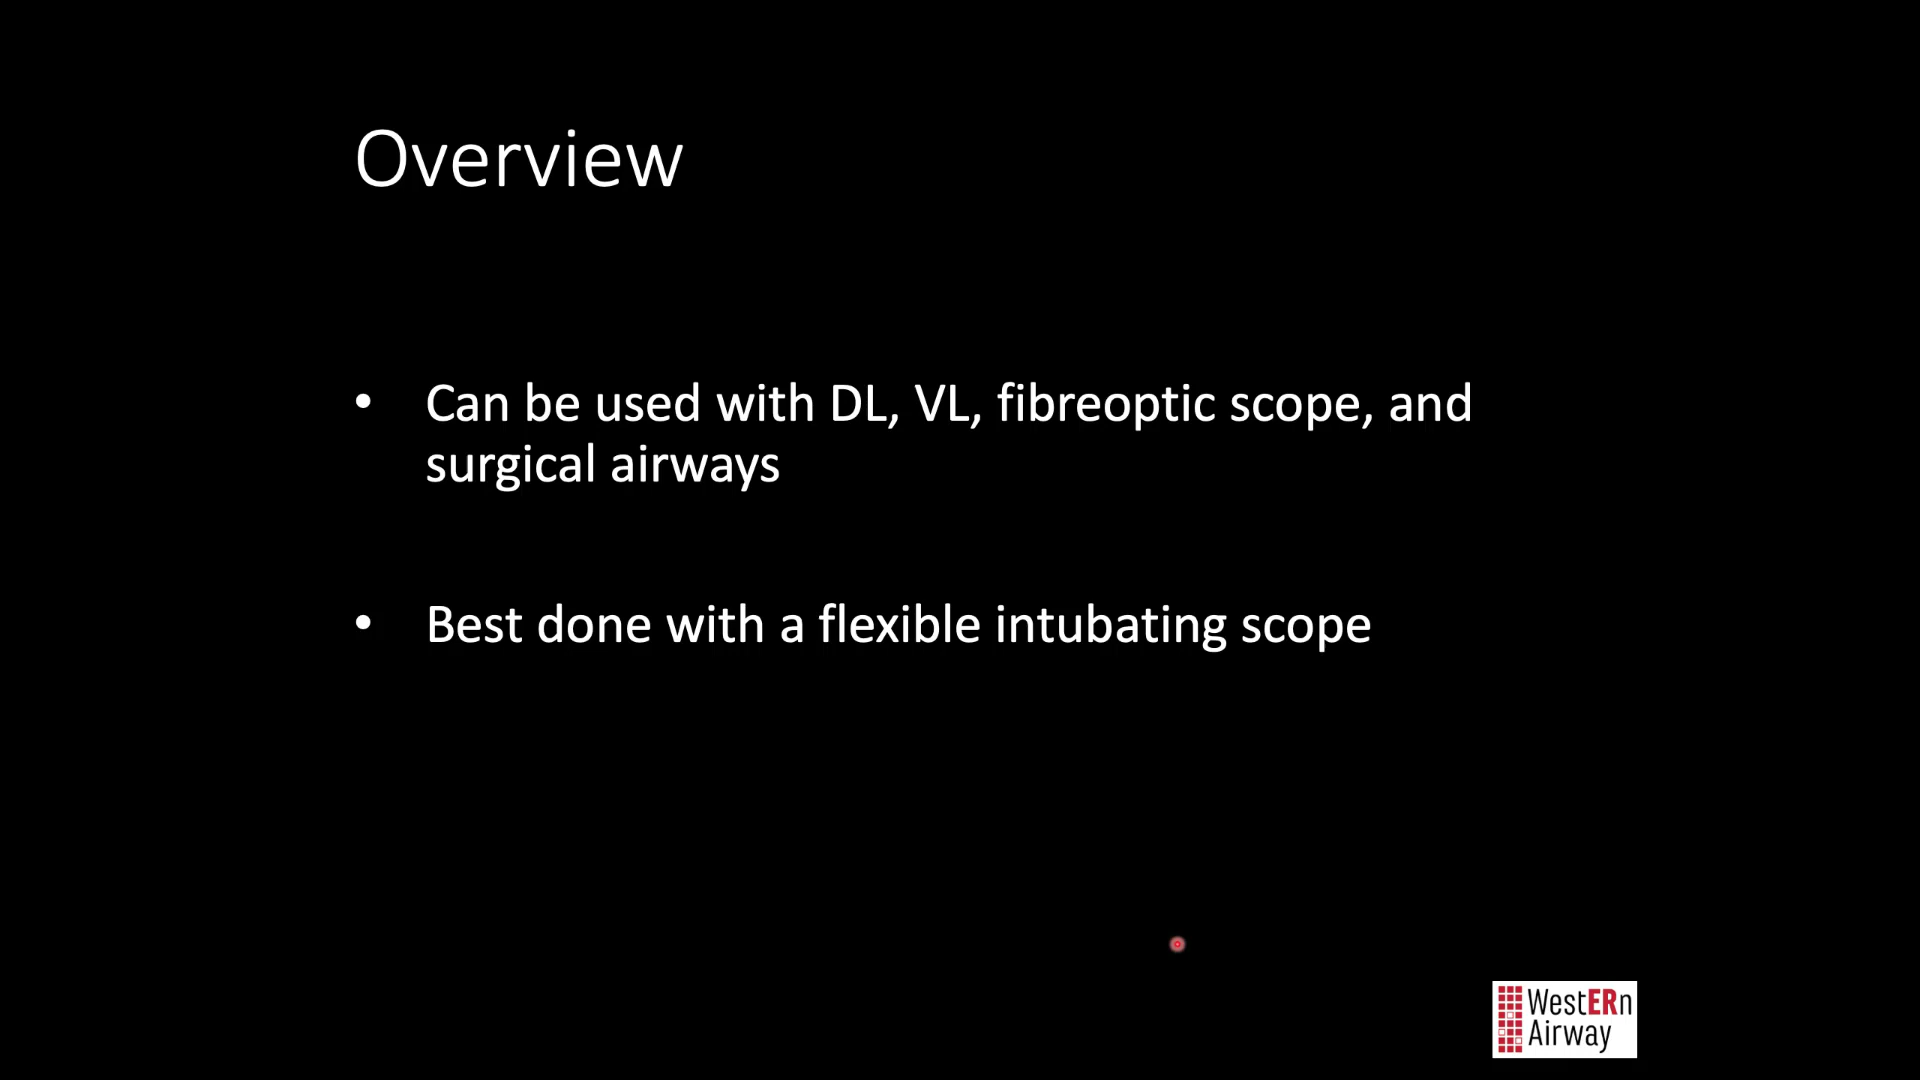 Overview
• Can be used with DL, VL, fibreoptic scope, and
surgical airways
• Best done with a flexible intubating scope
WestERn
Airway